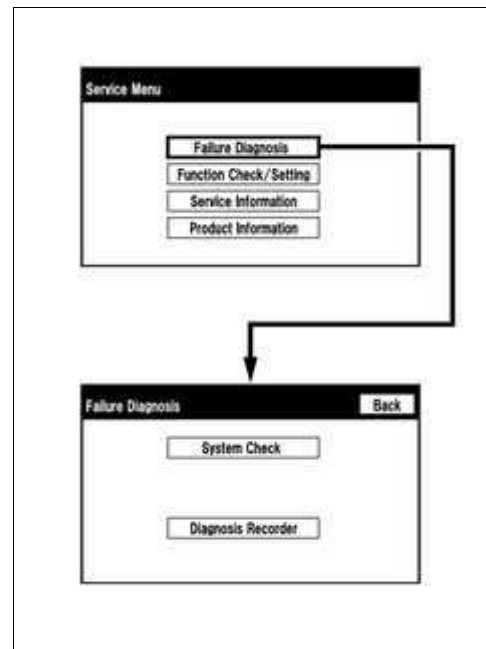 Service Menu
Failure Diagnosis
Function Check/Setting
Service Information
Product Information
Failure Diagnosis
Back
System Check
Diagnosis Recorder